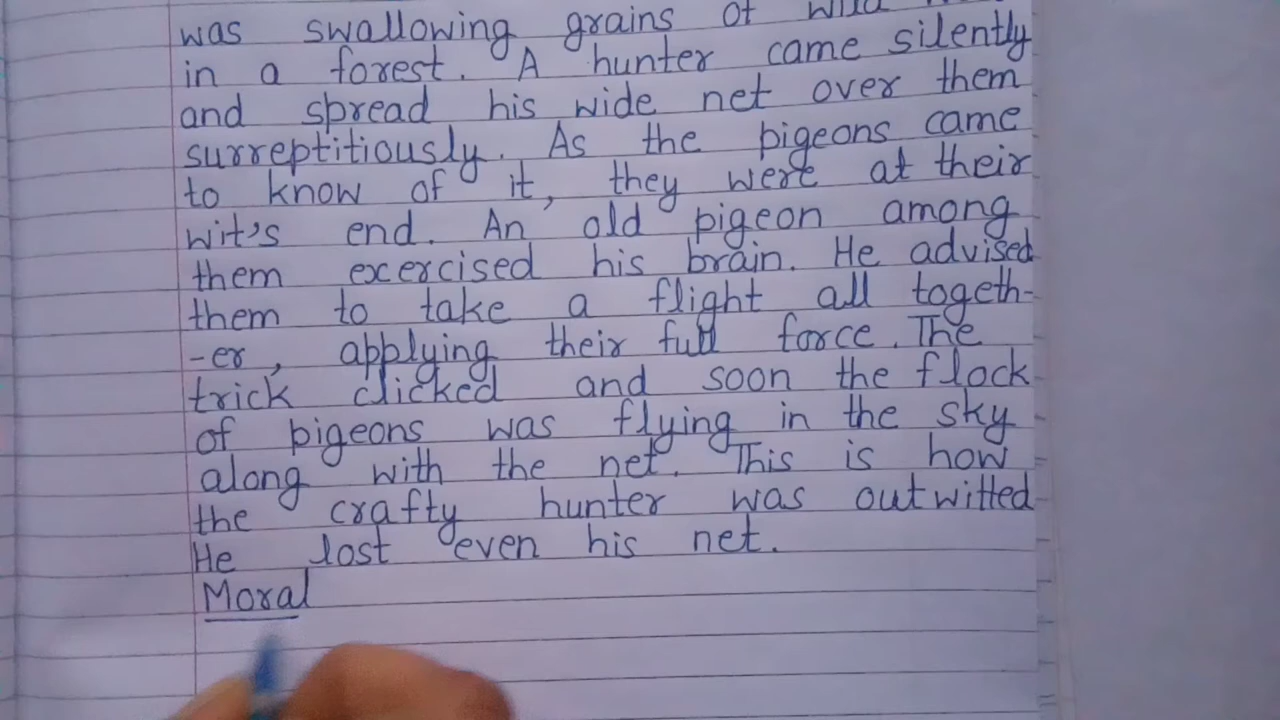 was swallowing grains of wild
in a forest. A hunter came silently
and spread his wide net over them
surreptitiously. As the pigeons came
to know of it, they were at their
wit's end. An old pigeon among
them exercised his brain. He advised
them to take a flight all togeth-
-er, applying their full force. The
trick clicked and soon the flock
of pigeons was flying in the sky
along with the net. This is how
the crafty hunter was outwitted
He lost even his net.
Moral